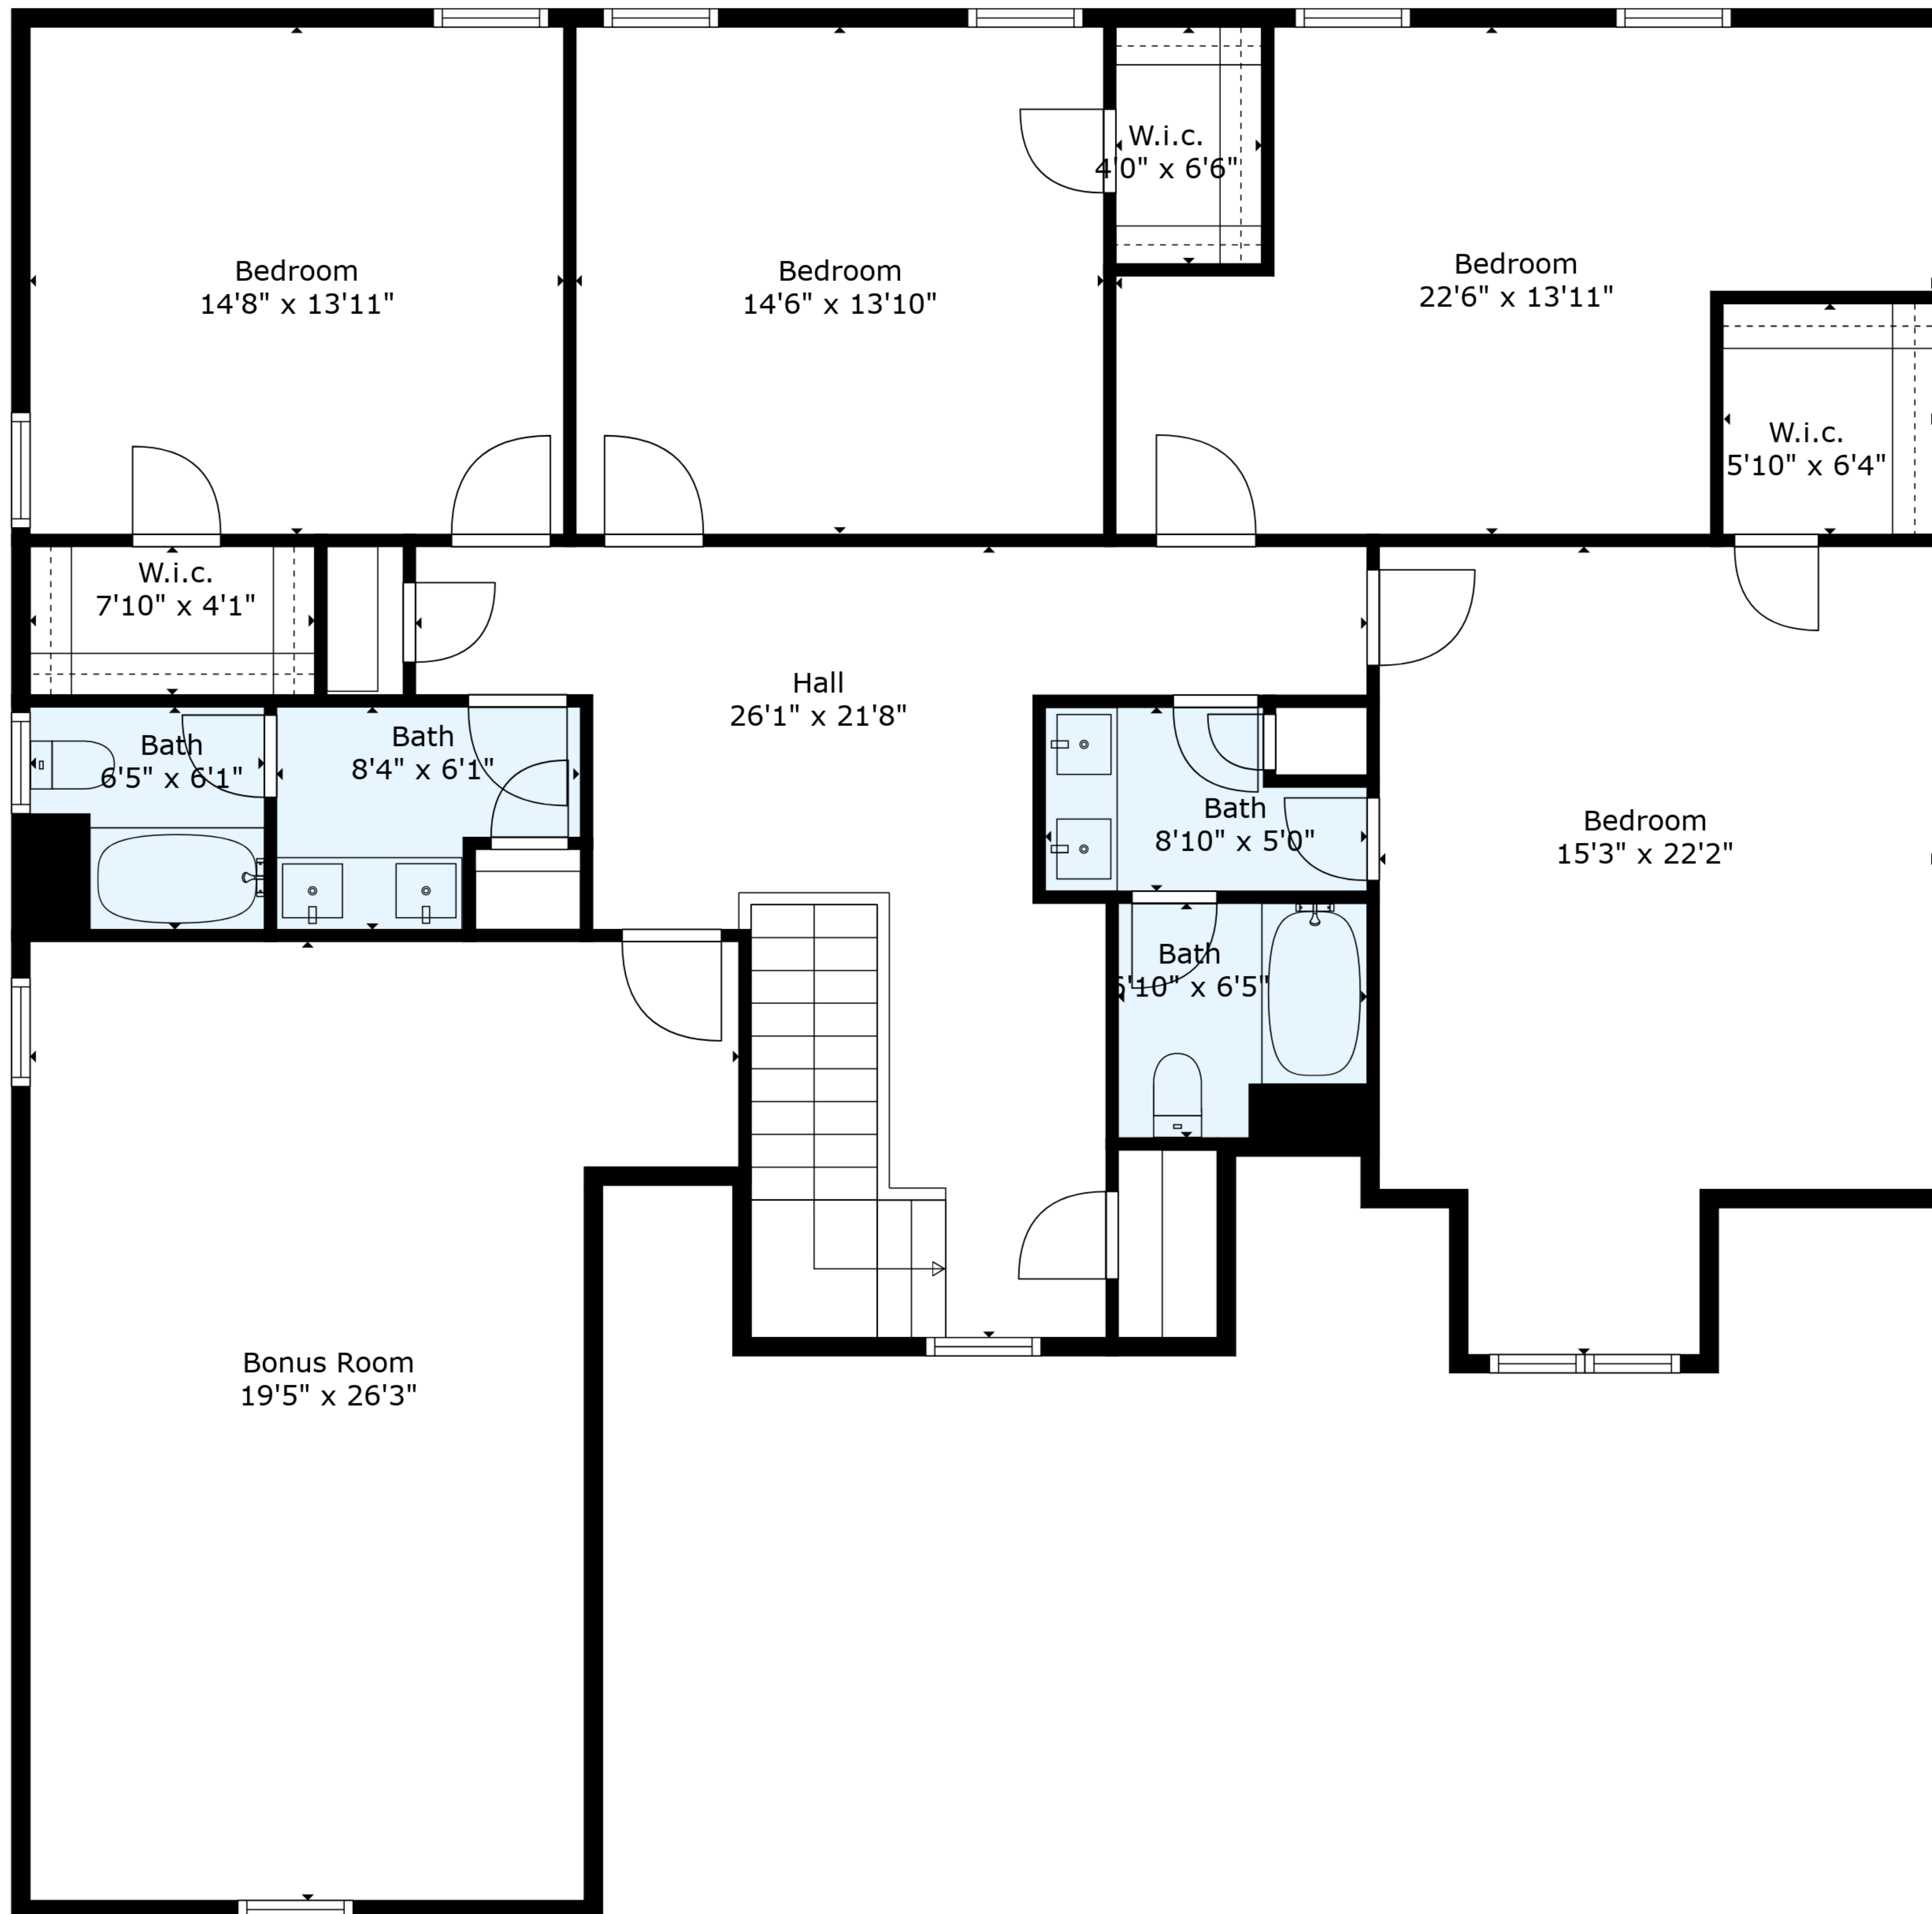 W.i.c.
4'0" x 6'6"
Bedroom
14'8" x 13'11"
Bedroom
14'6" x 13'10"
Bedroom
22'6" x 13'11"
W.i.c.
5'10" x 6'4"
W.i.c.
7'10" x 4'1"
Hall
26'1" x 21'8"
Bath
6'5" x 6'1"
Bath
8'4" x 6'1"
Bath
8'10" x 5'0"
Bedroom
15'3" x 22'2"
Bath
x 6'5"
Bonus Room
19'5" x 26'3"